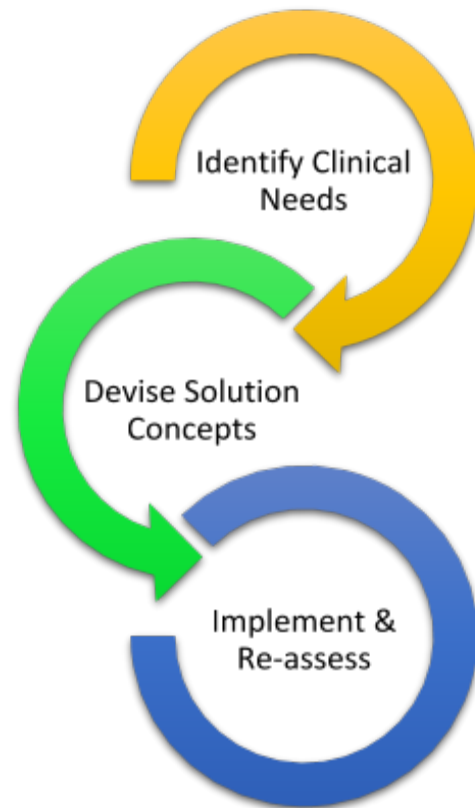 Identify Clinical
Needs
Devise Solution
Concepts
Implement &
Re-assess